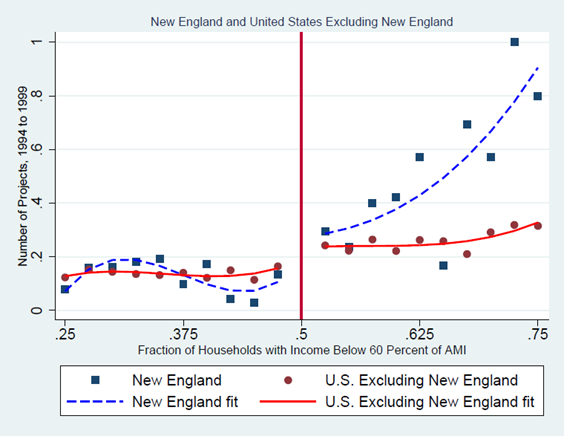 New England and United States Excluding New England
Number of Projects, 1994 to 1999
1
.8
.6
.4
.2
0
.25 .375 .5 .625 .75
Fraction of Households with Income Below 60 Percent of AMI
New England U.S. Excluding New England
New England fit U.S. Excluding New England fit